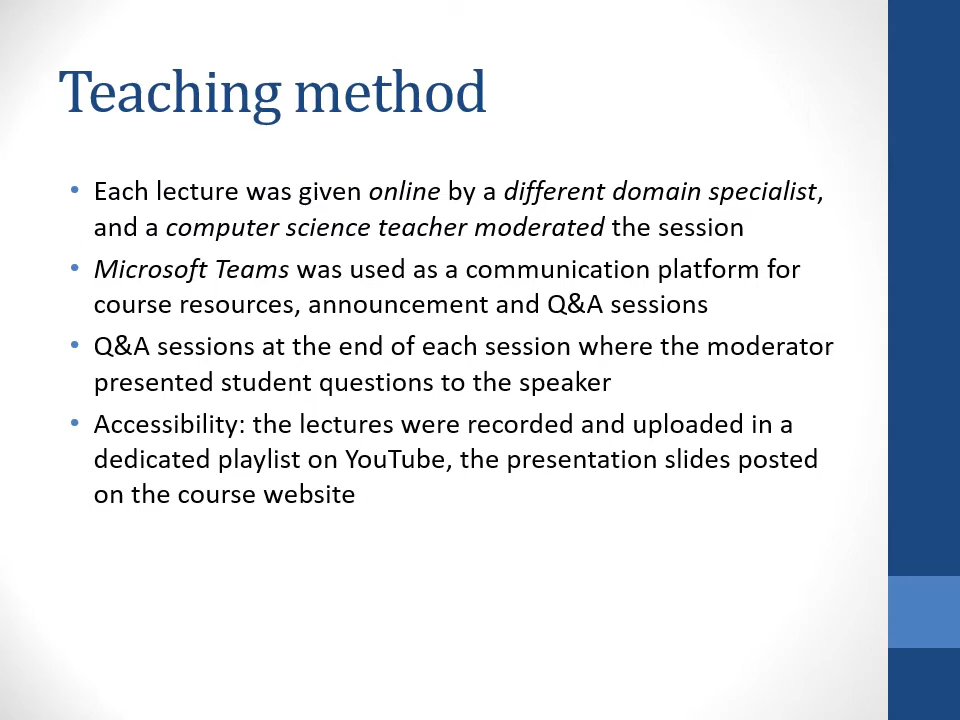 Teaching method
• Each lecture was given online by a different domain specialist,
and a computer science teacher moderated the session
• Microsoft Teams was used as a communication platform for
course resources, announcement and Q&A sessions
• Q&A sessions at the end of each session where the moderator
presented student questions to the speaker
• Accessibility: the lectures were recorded and uploaded in a
dedicated playlist on YouTube, the presentation slides posted
on the course website